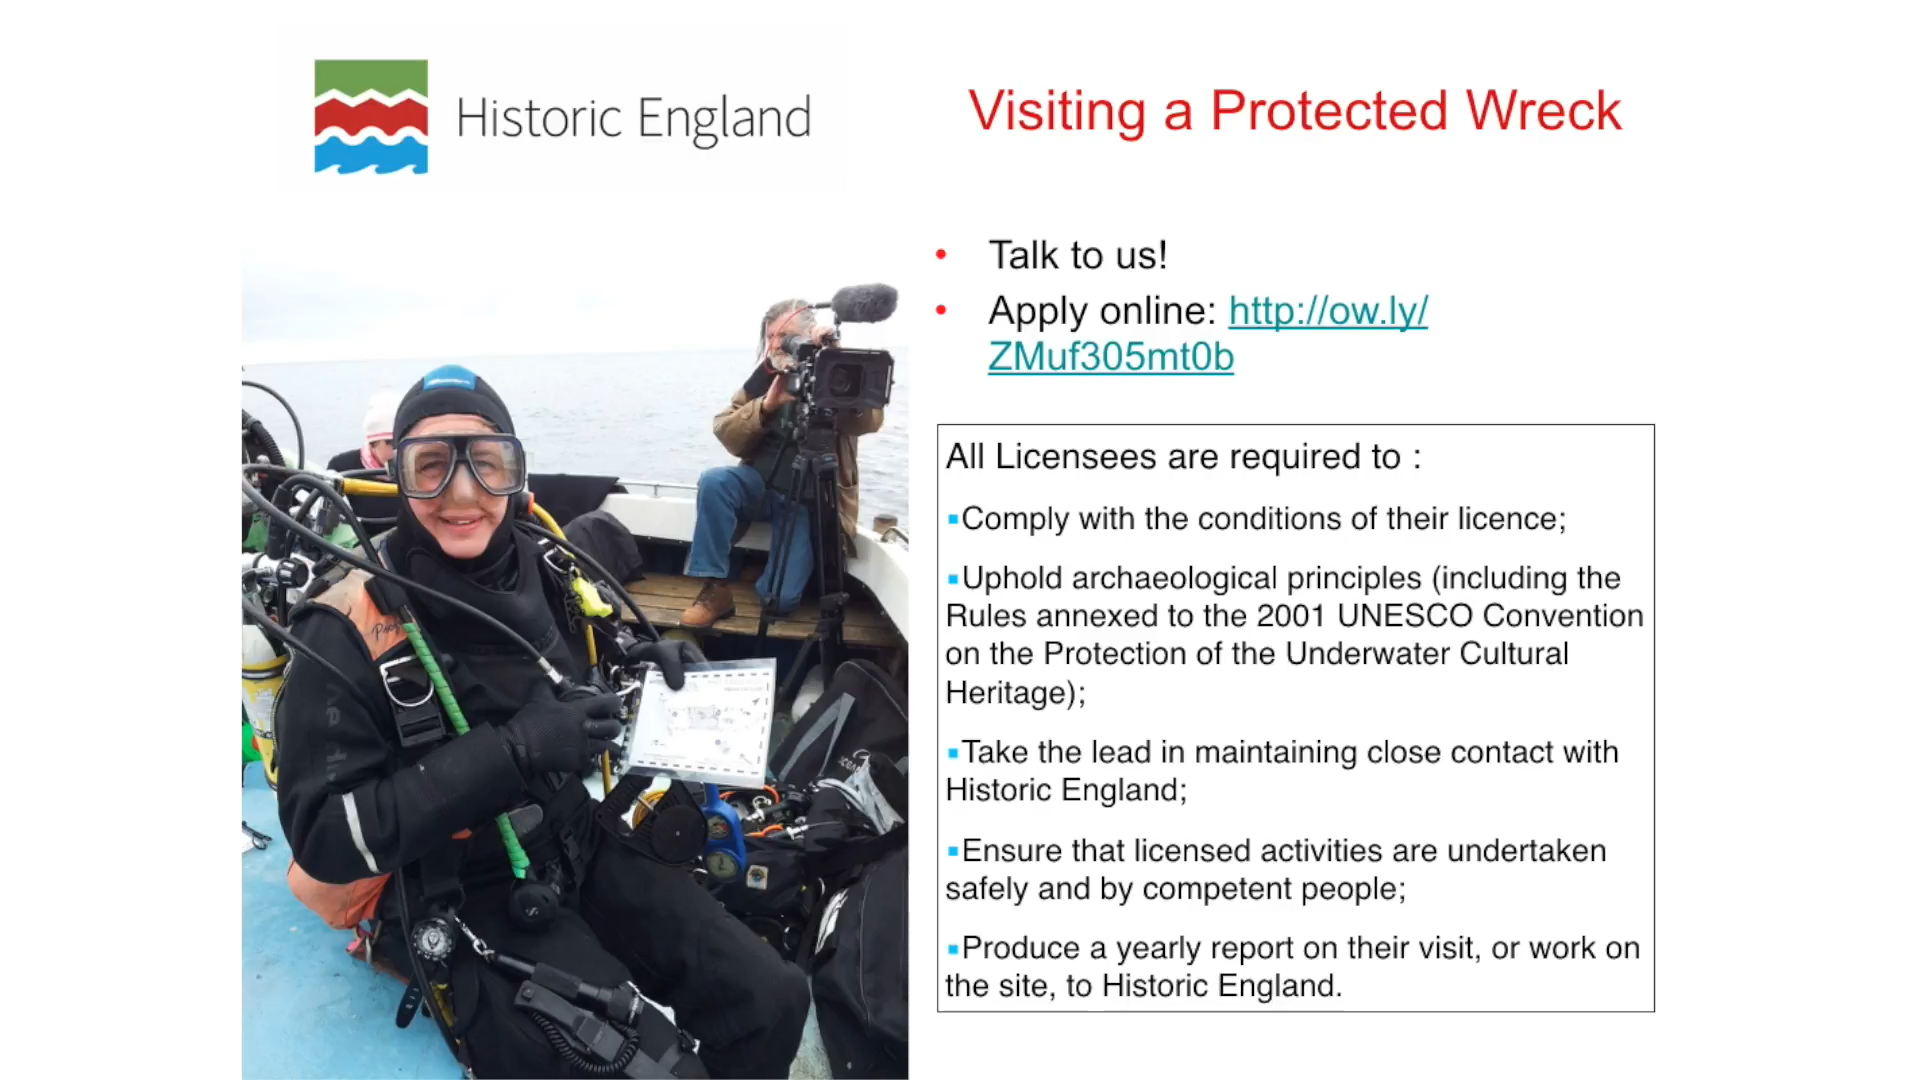 Historic England
Visiting a Protected Wreck
• Talk to us!
• Apply online: http://ow.ly/
ZMuf305mt0b
All Licensees are required to :
▪Comply with the conditions of their licence;
▪Uphold archaeological principles (including the
Rules annexed to the 2001 UNESCO Convention
on the Protection of the Underwater Cultural
Heritage);
▪Take the lead in maintaining close contact with
Historic England;
▪Ensure that licensed activities are undertaken
safely and by competent people;
▪Produce a yearly report on their visit, or work on
the site, to Historic England.